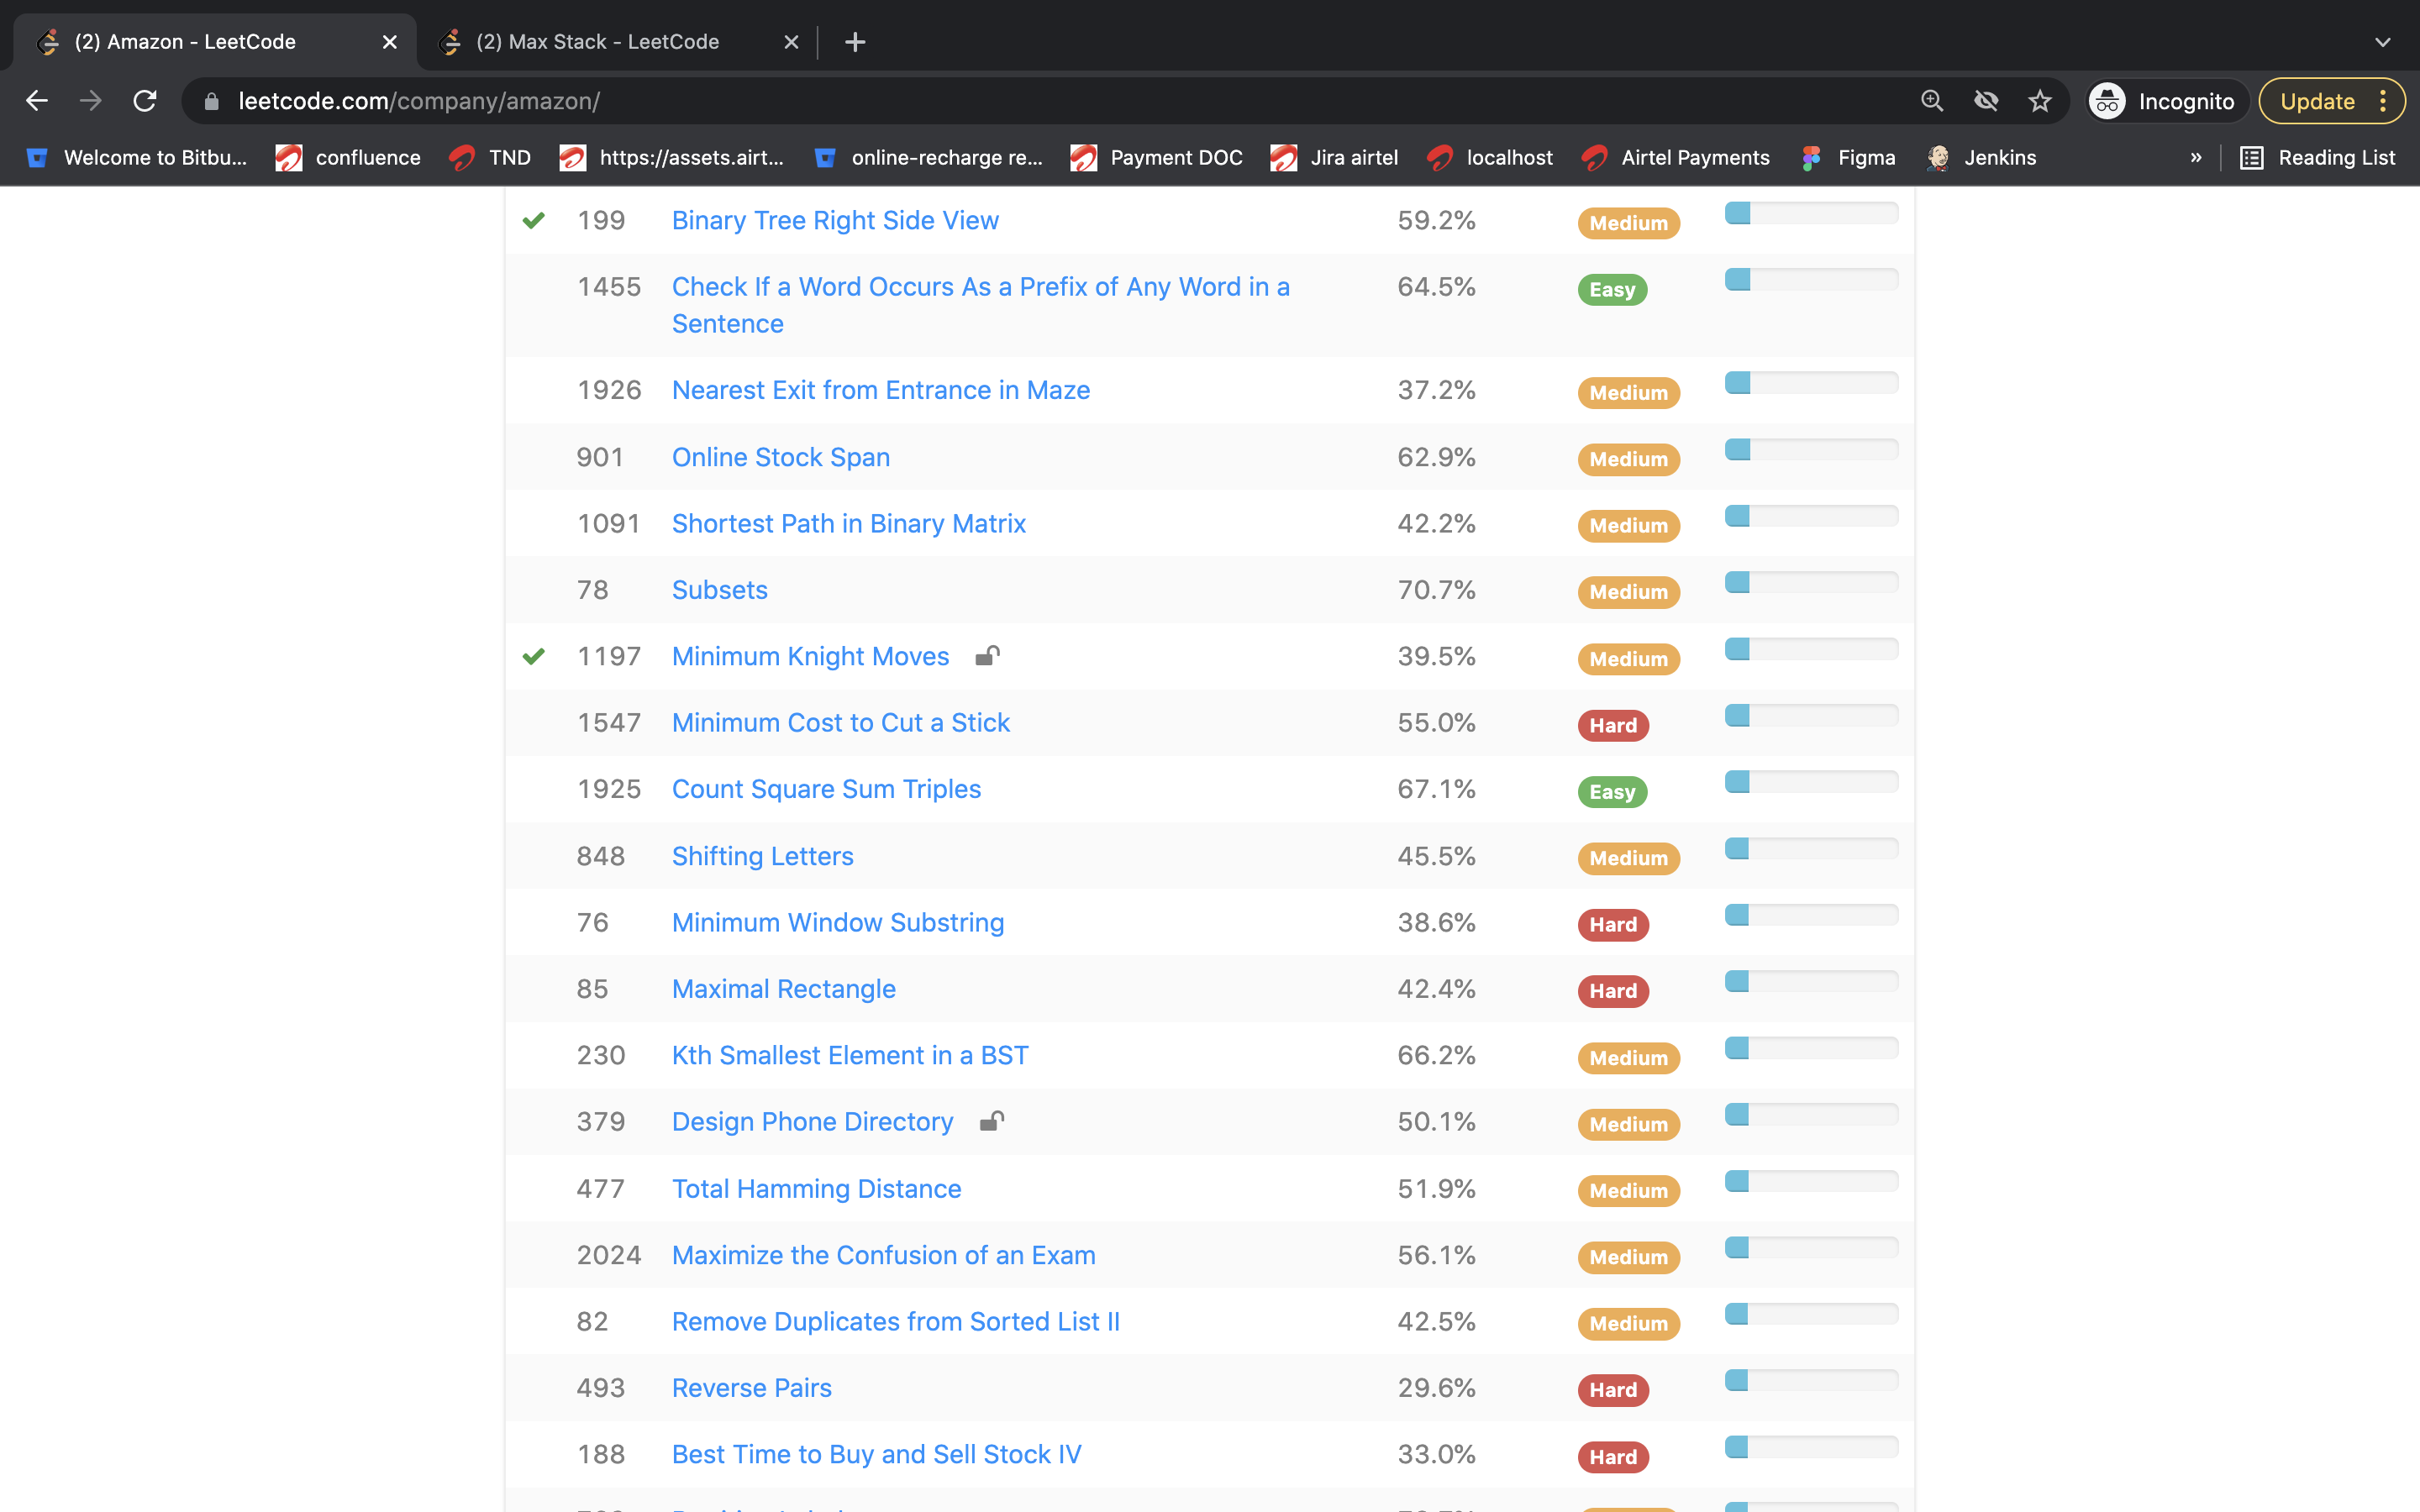 (2) Amazon - LeetCode
(2) Max Stack - LeetCode
leetcode.com/company/amazon/
Incognito
Update
Welcome to Bitbu...
confluence
TND
https://assets.airt...
online-recharge re...
Payment DOC
Jira airtel
localhost
Airtel Payments
Figma
Jenkins
»
Reading List
199 Binary Tree Right Side View 59.2% Medium
1455 Check If a Word Occurs As a Prefix of Any Word in a 64.5% Easy
Sentence
1926 Nearest Exit from Entrance in Maze 37.2% Medium
901 Online Stock Span 62.9% Medium
1091 Shortest Path in Binary Matrix 42.2% Medium
78 Subsets 70.7% Medium
1197 Minimum Knight Moves 39.5% Medium
1547 Minimum Cost to Cut a Stick 55.0% Hard
1925 Count Square Sum Triples 67.1% Easy
848 Shifting Letters 45.5% Medium
76 Minimum Window Substring 38.6% Hard
85 Maximal Rectangle 42.4% Hard
230 Kth Smallest Element in a BST 66.2% Medium
379 Design Phone Directory 50.1% Medium
477 Total Hamming Distance 51.9% Medium
2024 Maximize the Confusion of an Exam 56.1% Medium
82 Remove Duplicates from Sorted List II 42.5% Medium
493 Reverse Pairs 29.6% Hard
188 Best Time to Buy and Sell Stock IV 33.0% Hard